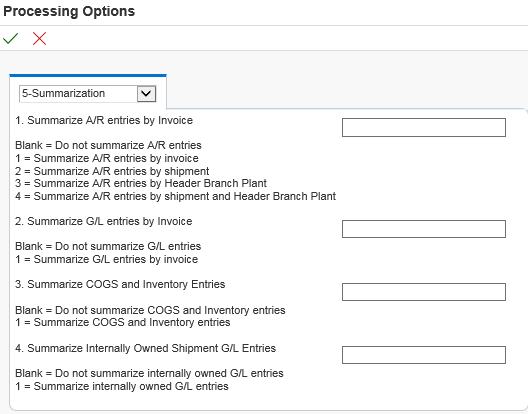 Processing Options
5-Summarization
1. Summarize A/R entries by Invoice
Blank = Do not summarize A/R entries
1 = Summarize A/R entries by invoice
2 = Summarize A/R entries by shipment
3 = Summarize A/R entries by Header Branch Plant
4 = Summarize A/R entries by shipment and Header Branch Plant
2. Summarize G/L entries by Invoice
Blank = Do not summarize G/L entries
1 = Summarize G/L entries by invoice
3. Summarize COGS and Inventory Entries
Blank = Do not summarize COGS and Inventory entries
1 = Summarize COGS and Inventory entries
4. Summarize Internally Owned Shipment G/L Entries
Blank = Do not summarize internally owned G/L entries
1 = Summarize internally owned G/L entries